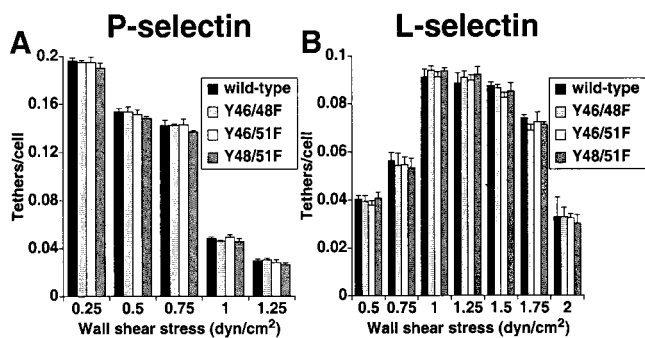 P-selectin
L-selectin
A
B
0.2
0.16
0.12
0.08
0.04
0
Tethers/cell
wild-type
Y46/48F
Y46/51F
Y48/51F
0.25 0.5 0.75 1 1.25
Wall shear stress (dyn/cm²)
0.1
0.08
0.06
0.04
0.02
0
Tethers/cell
wild-type
Y46/48F
Y46/51F
Y48/51F
0.5 0.75 1 1.25 1.5 1.75 2
Wall shear stress (dyn/cm²)